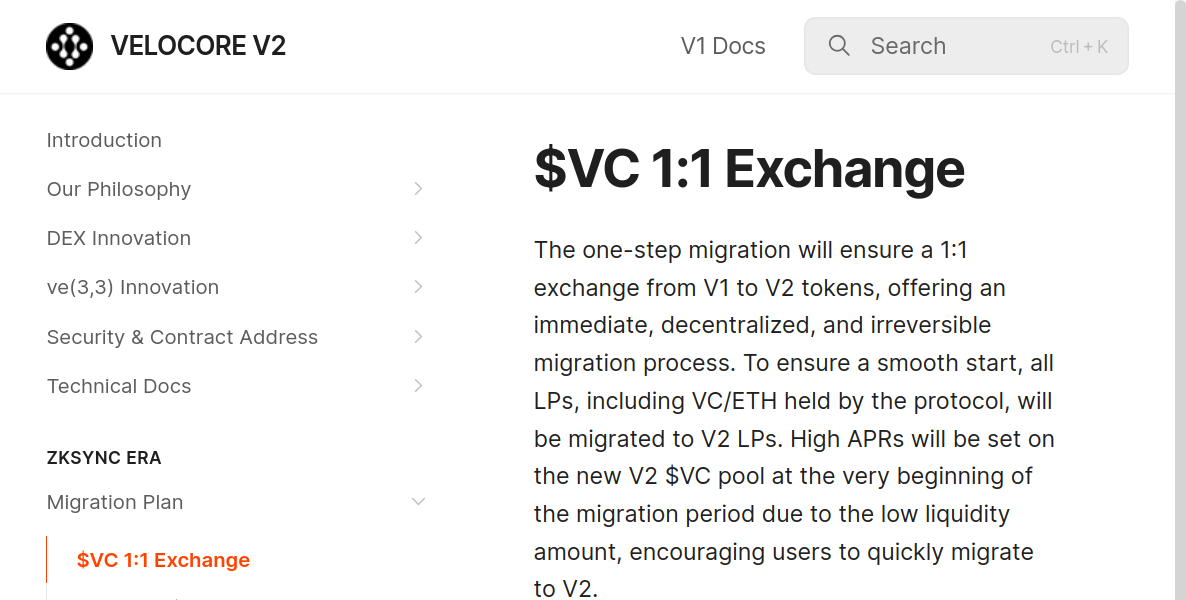 VELOCORE V2
V1 Docs
Search
Ctrl + K
Introduction
Our Philosophy
DEX Innovation
ve(3,3) Innovation
Security & Contract Address
Technical Docs
ZKSYNC ERA
Migration Plan
$VC 1:1 Exchange
$VC 1:1 Exchange
The one-step migration will ensure a 1:1
exchange from V1 to V2 tokens, offering an
immediate, decentralized, and irreversible
migration process. To ensure a smooth start, all
LPs, including VC/ETH held by the protocol, will
be migrated to V2 LPs. High APRs will be set on
the new V2 $VC pool at the very beginning of
the migration period due to the low liquidity
amount, encouraging users to quickly migrate
to V2.